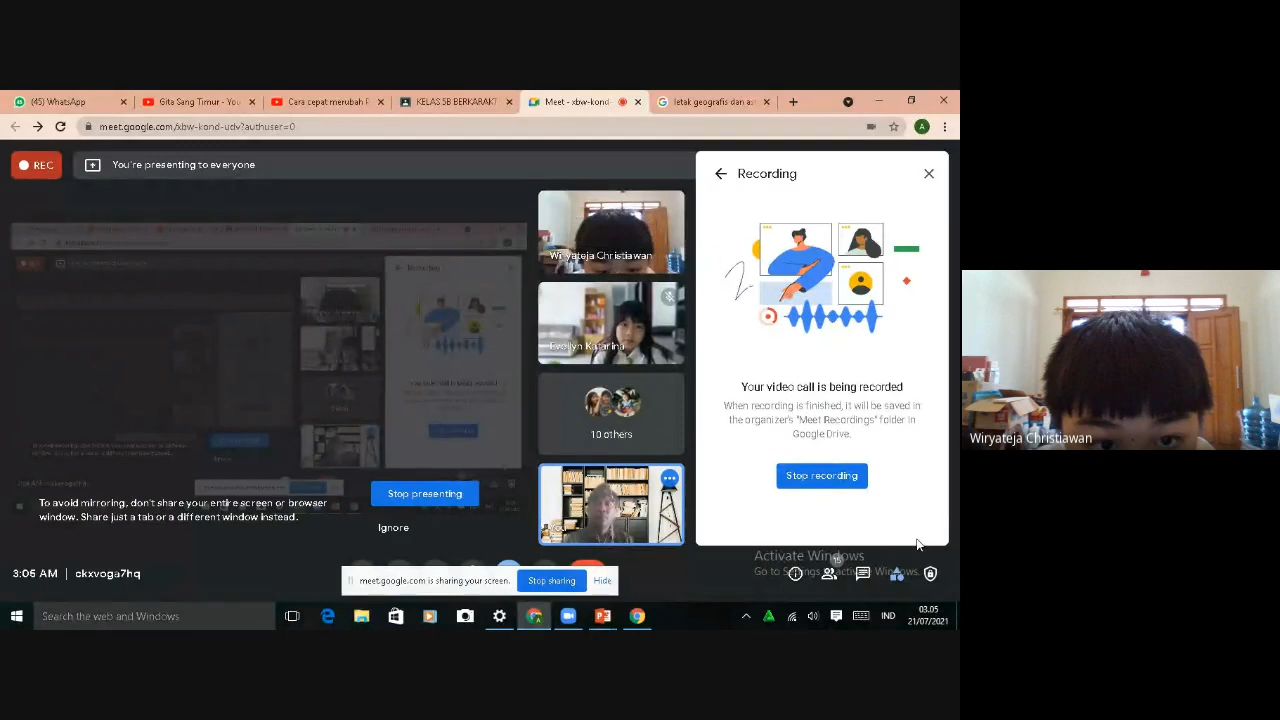 (45) WhatsApp
Gita Sang Timur - You
Cara cepat merubah F
KELAS 5B BERKARAKT
Meet - xbw-kond-
letak geografis dan as
meet.google.com/xbw-kond-udv?authuser=0
A
REC
You're presenting to everyone
Recording
Wiryateja Christiawan
Evellyn Katarina
10 others
You
Your video call is being recorded
When recording is finished, it will be saved in
the organizer's "Meet Recordings" folder in
Google Drive.
Stop recording
To avoid mirroring, don't share your entire screen or browser
window. Share just a tab or a different window instead.
Stop presenting
Ignore
Activate Windows
3:05 AM | ckxvoga7hq
meet.google.com is sharing your screen.
Stop sharing
Hide
Search the web and Windows
IND
03.05
21/07/2021
Wiryateja Christiawan